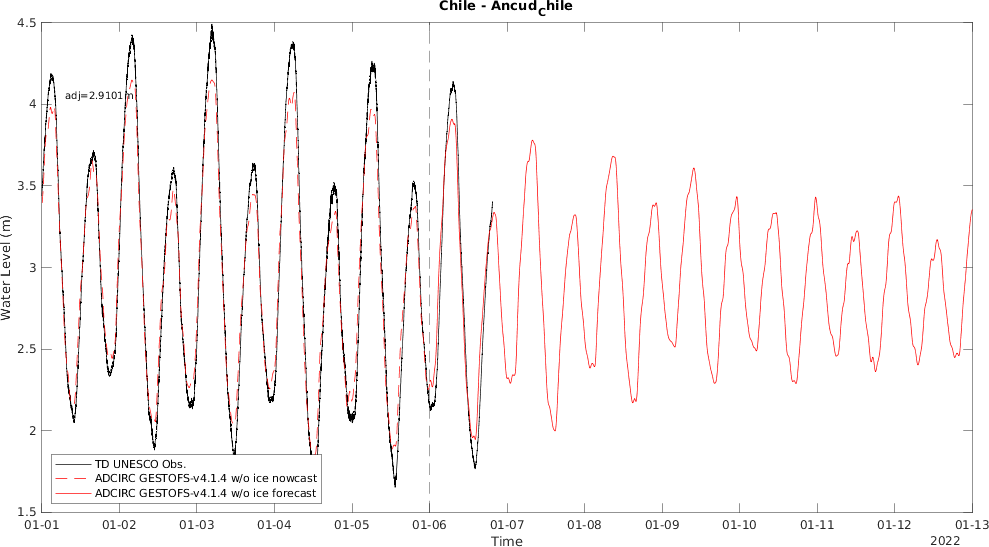 Chile - Ancud_Chile
4.5
4
3.5
3
2.5
2
1.5
Water Level (m)
adj=2.9101m
TD UNESCO Obs.
ADCIRC GESTOFS-v4.1.4 w/o ice nowcast
ADCIRC GESTOFS-v4.1.4 w/o ice forecast
01-01 01-02 01-03 01-04 01-05 01-06 01-07 01-08 01-09 01-10 01-11 01-12 01-13
Time
2022